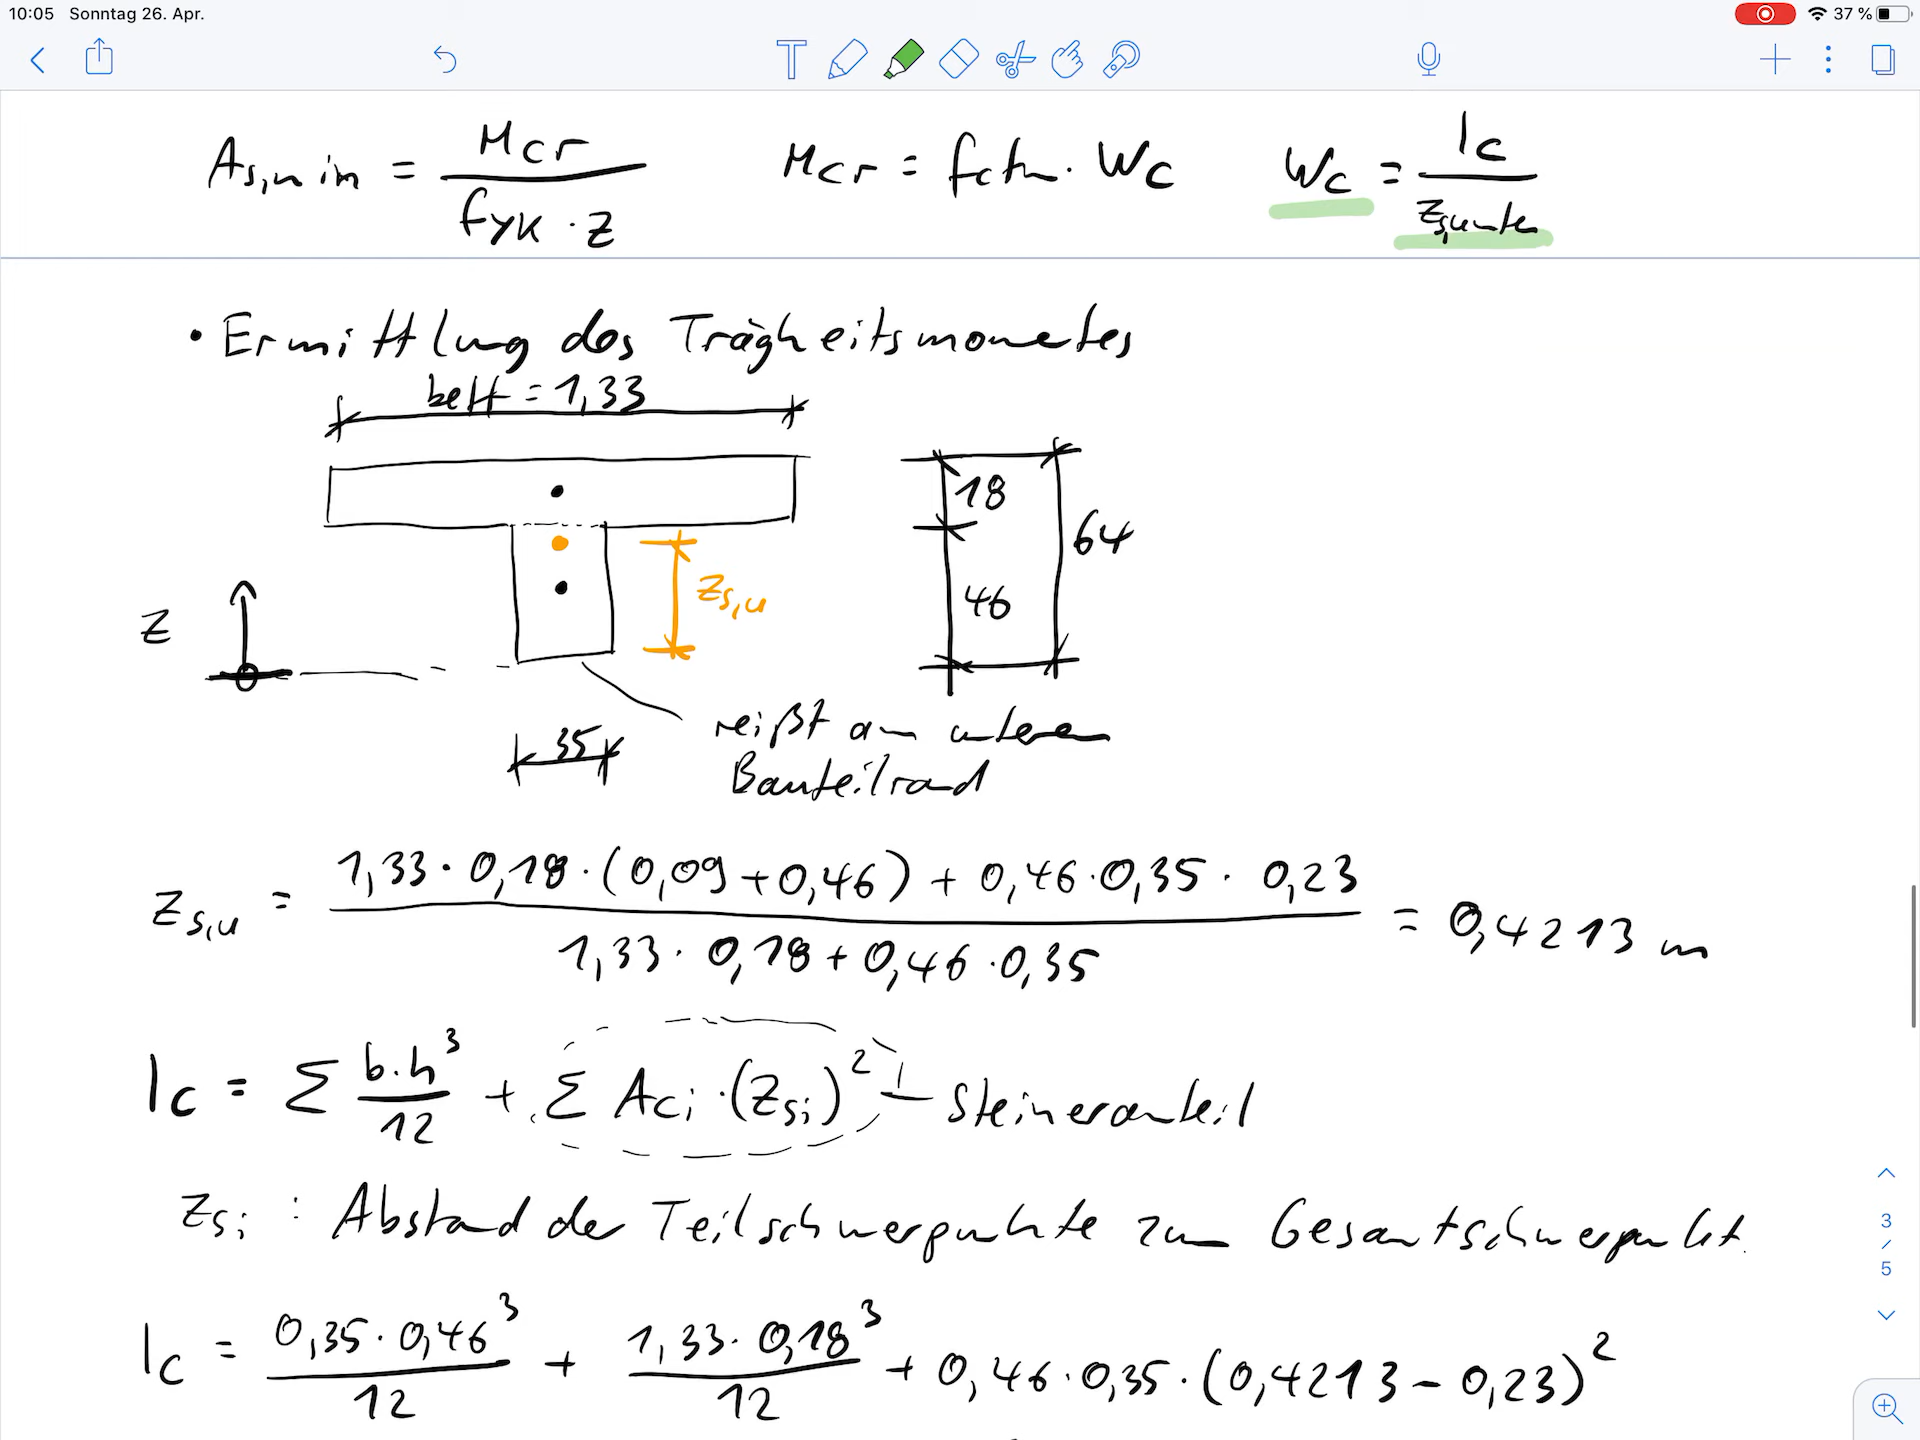 10:05 Sonntag 26. Apr.
37 %
As,min = Mcr / (fyk · z)
Mcr = fctm · Wc
Wc = Ic / zs,unten
• Ermittlung des Trägheitsmomentes
beff = 1,33
18
64
46
zs,u
z
35
reißt am unteren
Bauteilrand
zs,u = (1,33 · 0,18 · (0,09 + 0,46) + 0,46 · 0,35 · 0,23) / (1,33 · 0,18 + 0,46 · 0,35) = 0,4213 m
Ic = Σ b·h³ / 12 + Σ Aci · (zsi)² Steineranteil
zsi : Abstand der Teilschwerpunkte zum Gesamtschwerpunkt.
Ic = 0,35 · 0,46³ / 12 + 1,33 · 0,18³ / 12 + 0,46 · 0,35 · (0,4213 − 0,23)²
3
/
5